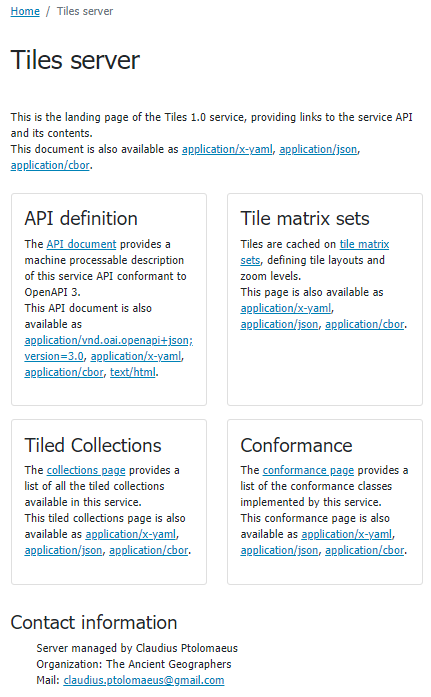 Home / Tiles server
Tiles server
This is the landing page of the Tiles 1.0 service, providing links to the service API
and its contents.
This document is also available as application/x-yaml, application/json,
application/cbor.
API definition
The API document provides a
machine processable description
of this service API conformant to
OpenAPI 3.
This API document is also
available as
application/vnd.oai.openapi+json;
version=3.0, application/x-yaml,
application/cbor, text/html.
Tile matrix sets
Tiles are cached on tile matrix
sets, defining tile layouts and
zoom levels.
This page is also available as
application/x-yaml,
application/json, application/cbor.
Tiled Collections
The collections page provides a
list of all the tiled collections
available in this service.
This tiled collections page is also
available as application/x-yaml,
application/json, application/cbor.
Conformance
The conformance page provides a
list of the conformance classes
implemented by this service.
This conformance page is also
available as application/x-yaml,
application/json, application/cbor.
Contact information
Server managed by Claudius Ptolomaeus
Organization: The Ancient Geographers
Mail: claudius.ptolomaeus@gmail.com